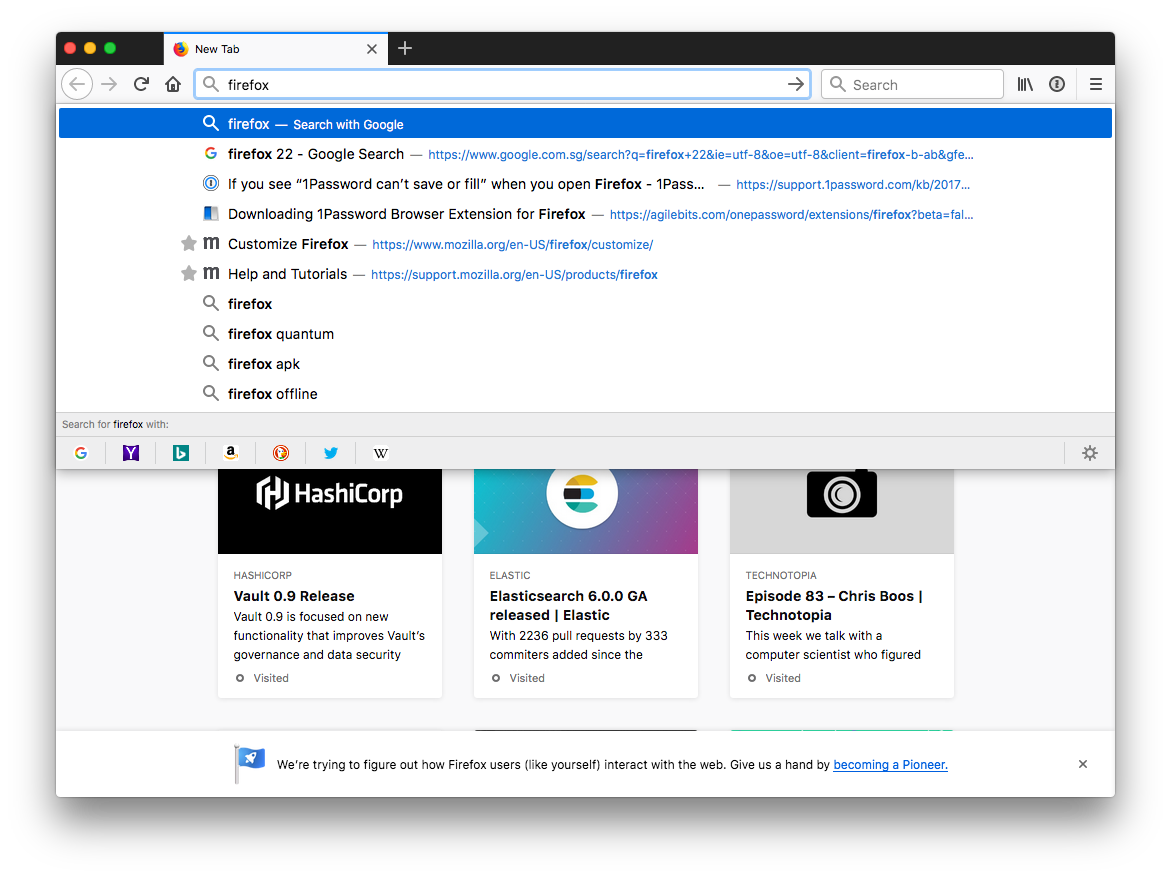 New Tab
firefox
Search
firefox — Search with Google
firefox 22 - Google Search — https://www.google.com.sg/search?q=firefox+22&ie=utf-8&oe=utf-8&client=firefox-b-ab&gfe...
If you see “1Password can’t save or fill” when you open Firefox - 1Pass... — https://support.1password.com/kb/2017...
Downloading 1Password Browser Extension for Firefox — https://agilebits.com/onepassword/extensions/firefox?beta=fal...
m Customize Firefox — https://www.mozilla.org/en-US/firefox/customize/
m Help and Tutorials — https://support.mozilla.org/en-US/products/firefox
firefox
firefox quantum
firefox apk
firefox offline
Search for firefox with:
G Y b a W
HashiCorp
HASHICORP
Vault 0.9 Release
Vault 0.9 is focused on new
functionality that improves Vault’s
governance and data security
Visited
ELASTIC
Elasticsearch 6.0.0 GA
released | Elastic
With 2236 pull requests by 333
commiters added since the
Visited
TECHNOTOPIA
Episode 83 – Chris Boos |
Technotopia
This week we talk with a
computer scientist who figured
Visited
We’re trying to figure out how Firefox users (like yourself) interact with the web. Give us a hand by becoming a Pioneer.